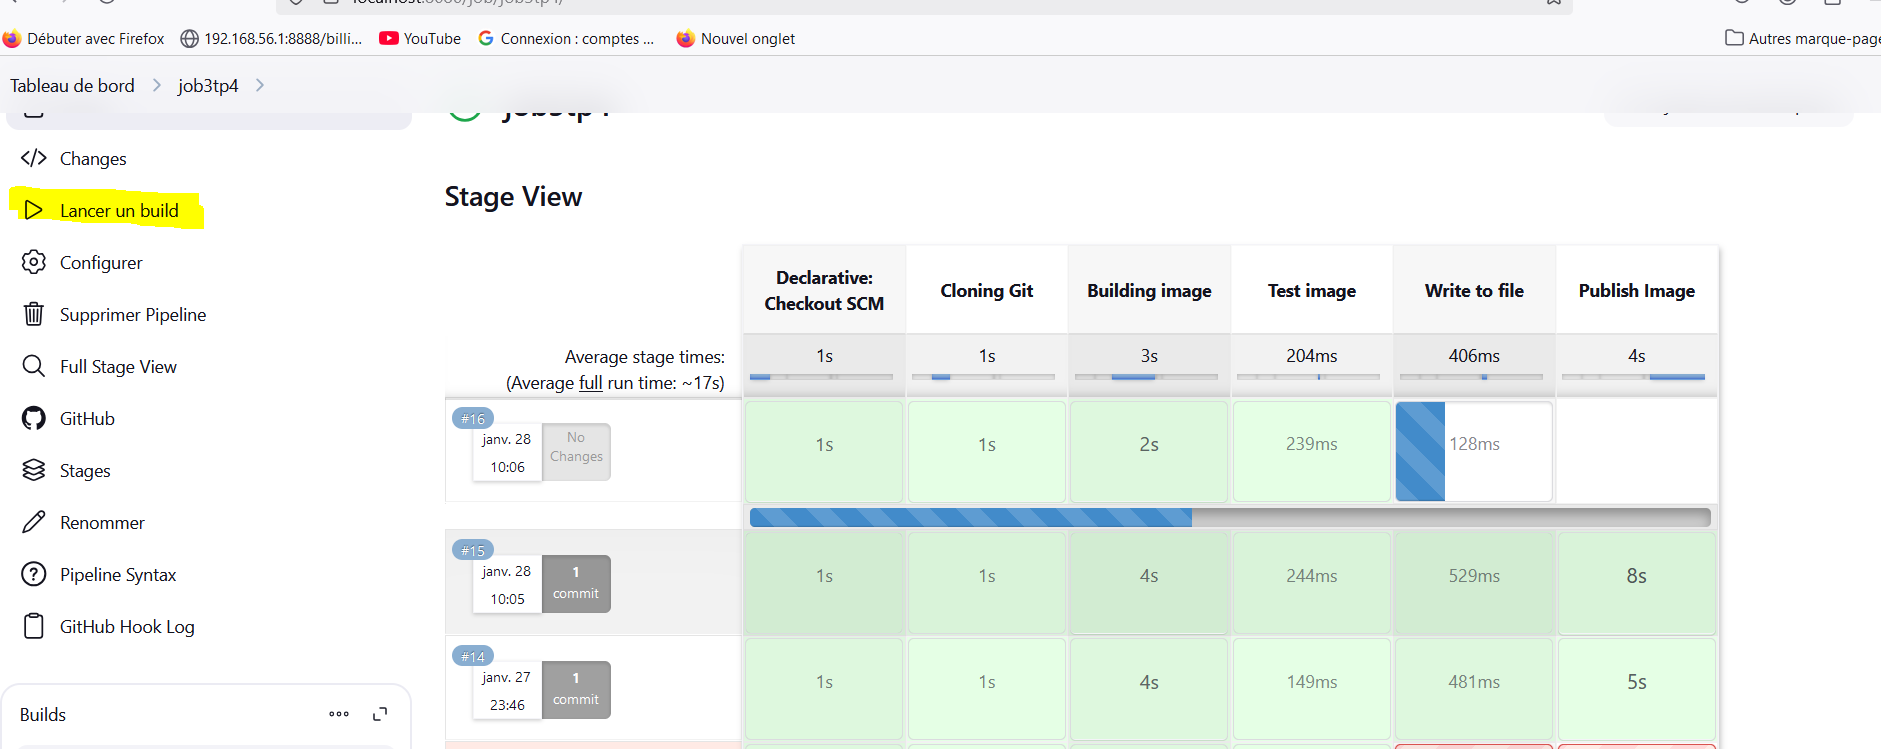 Débuter avec Firefox
192.168.56.1:8888/billi...
YouTube
Connexion : comptes ...
Nouvel onglet
Autres marque-page
Tableau de bord
job3tp4
job3tp4
Changes
Lancer un build
Configurer
Supprimer Pipeline
Full Stage View
GitHub
Stages
Renommer
Pipeline Syntax
GitHub Hook Log
Builds
Stage View
Declarative:
Checkout SCM
Cloning Git
Building image
Test image
Write to file
Publish Image
Average stage times:
(Average full run time: ~17s)
1s
1s
3s
204ms
406ms
4s
#16
janv. 28
10:06
No
Changes
1s
1s
2s
239ms
128ms
#15
janv. 28
10:05
1
commit
1s
1s
4s
244ms
529ms
8s
#14
janv. 27
23:46
1
commit
1s
1s
4s
149ms
481ms
5s